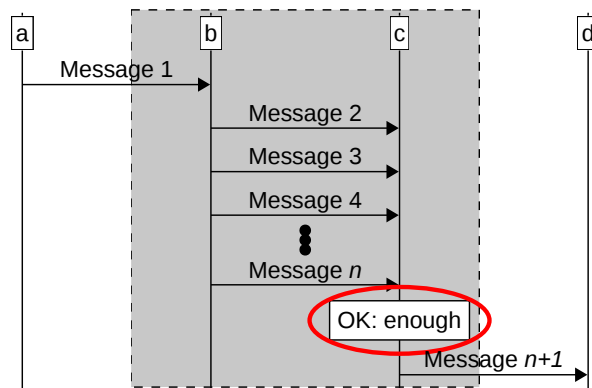 a b c d
Message 1
Message 2
Message 3
Message 4
Message n
OK: enough
Message n+1